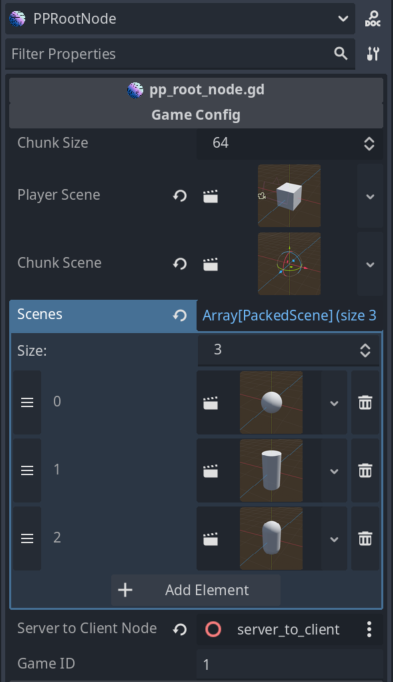 PPRootNode
DOC
Filter Properties
pp_root_node.gd
Game Config
Chunk Size 64
Player Scene
Chunk Scene
Scenes Array[PackedScene] (size 3
Size: 3
0
1
2
Add Element
Server to Client Node server_to_client
Game ID 1